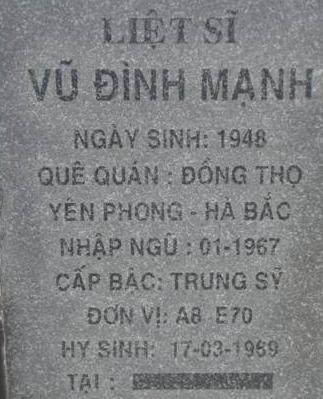 LIỆT SĨ
VŨ ĐÌNH MẠNH
NGÀY SINH: 1948
QUÊ QUÁN : ĐỒNG THỌ
YÊN PHONG - HÀ BẮC
NHẬP NGŨ : 01-1967
CẤP BẬC: TRUNG SỸ
ĐƠN VỊ: A8 E70
HY SINH: 17-03-1969
TẠI :